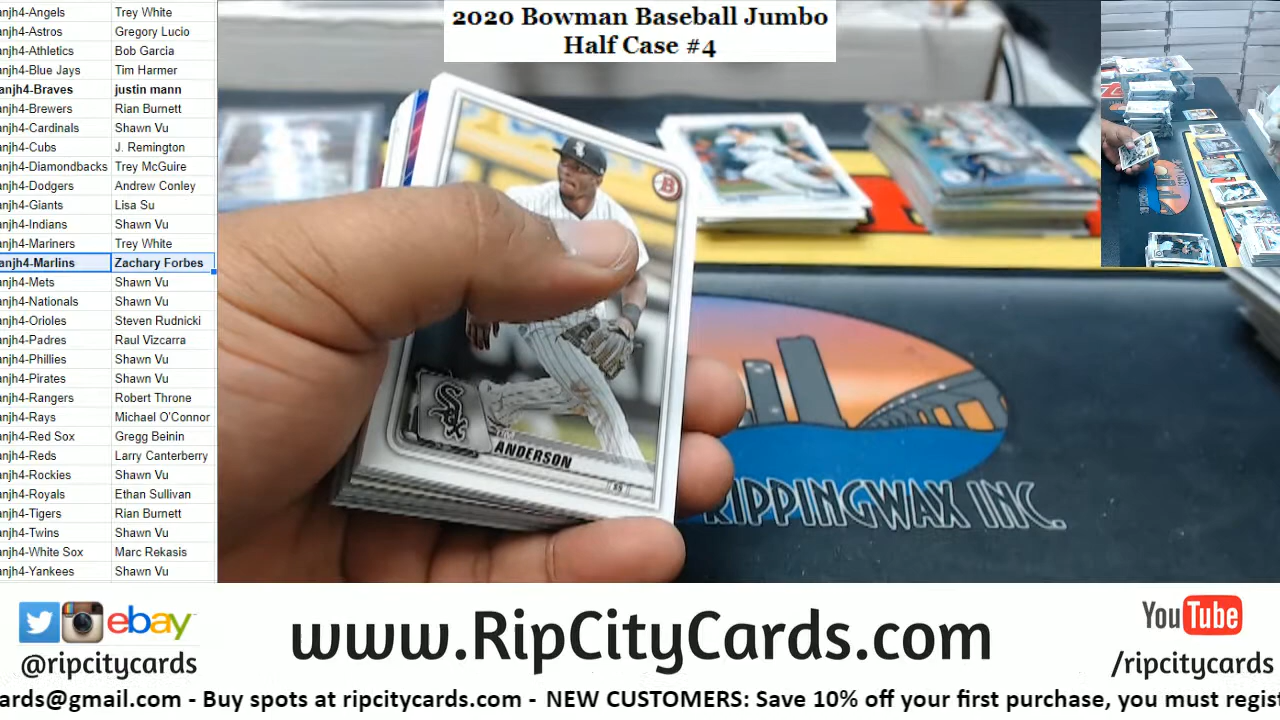 2020 Bowman Baseball Jumbo
Half Case #4
anjh4-Angels Trey White
anjh4-Astros Gregory Lucio
anjh4-Athletics Bob Garcia
anjh4-Blue Jays Tim Harmer
anjh4-Braves justin mann
anjh4-Brewers Rian Burnett
anjh4-Cardinals Shawn Vu
anjh4-Cubs J. Remington
anjh4-Diamondbacks Trey McGuire
anjh4-Dodgers Andrew Conley
anjh4-Giants Lisa Su
anjh4-Indians Shawn Vu
anjh4-Mariners Trey White
anjh4-Marlins Zachary Forbes
anjh4-Mets Shawn Vu
anjh4-Nationals Shawn Vu
anjh4-Orioles Steven Rudnicki
anjh4-Padres Raul Vizcarra
anjh4-Phillies Shawn Vu
anjh4-Pirates Shawn Vu
anjh4-Rangers Robert Throne
anjh4-Rays Michael O'Connor
anjh4-Red Sox Gregg Beinin
anjh4-Reds Larry Canterberry
anjh4-Rockies Shawn Vu
anjh4-Royals Ethan Sullivan
anjh4-Tigers Rian Burnett
anjh4-Twins Shawn Vu
anjh4-White Sox Marc Rekasis
anjh4-Yankees Shawn Vu
B
Sox
ANDERSON
RIPPINGWAX INC.
ebay
@ripcitycards
www.RipCityCards.com
YouTube
/ripcitycards
ards@gmail.com - Buy spots at ripcitycards.com - NEW CUSTOMERS: Save 10% off your first purchase, you must regis